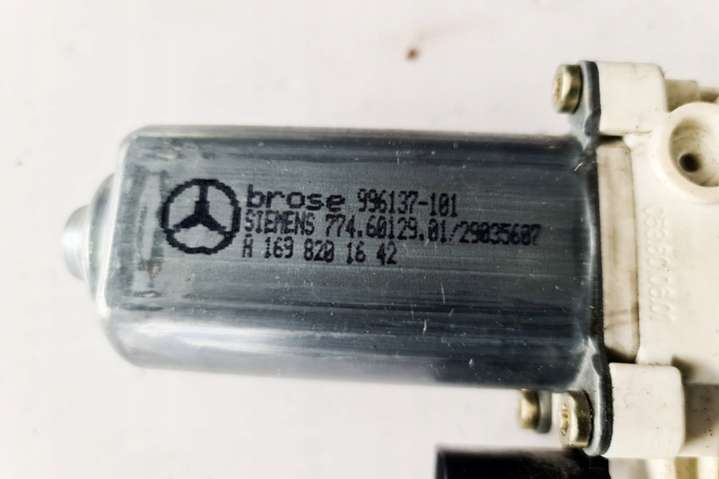 brose 996137-101
SIEMENS 774.60129.01/29035607
A 169 820 16 42